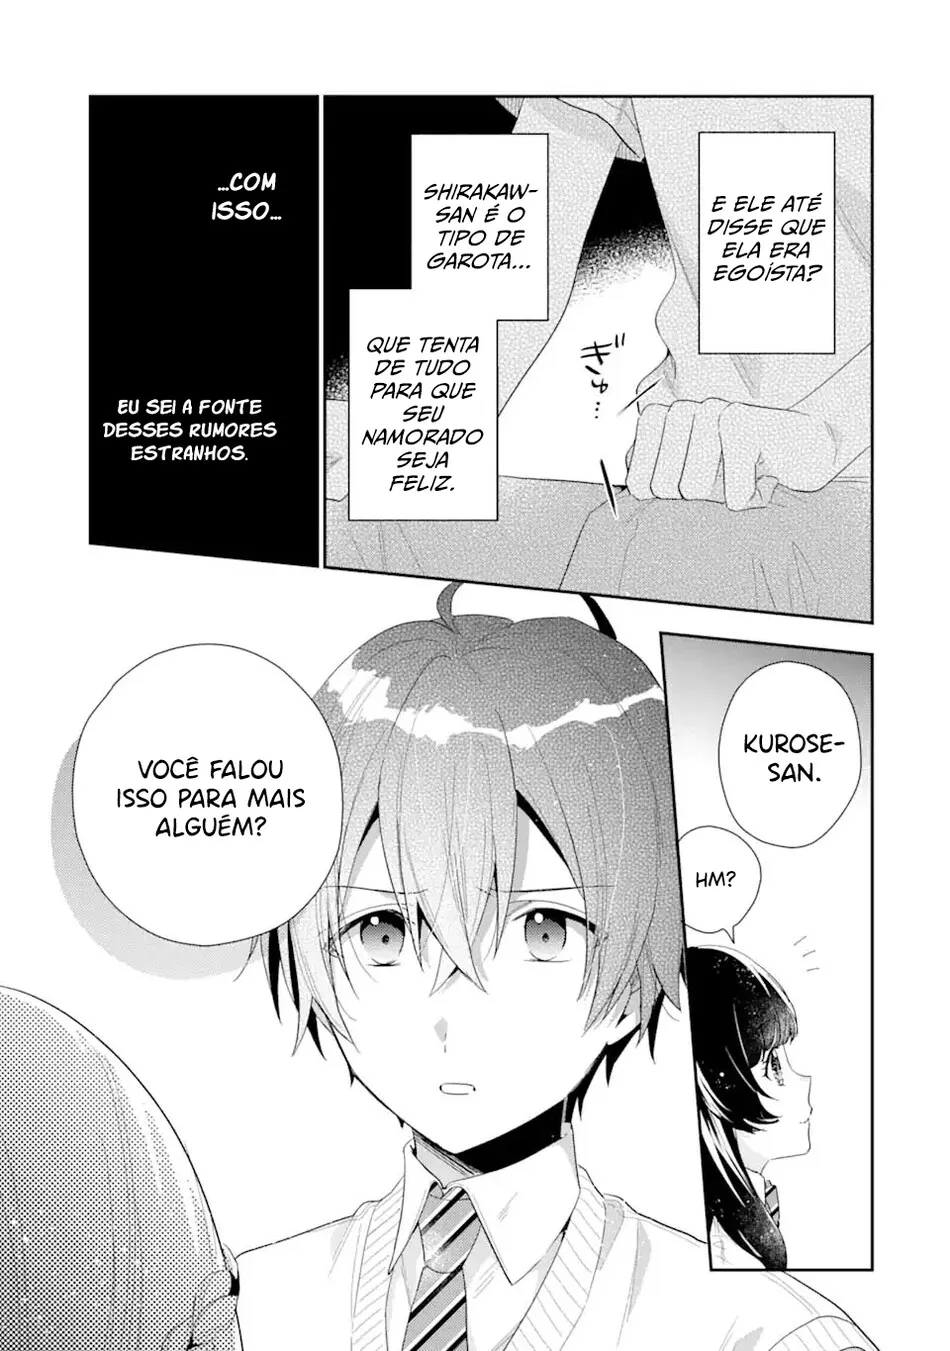 E ELE ATÉ
DISSE QUE
ELA ERA
EGOÍSTA?
SHIRAKAW-
SAN É O
TIPO DE
GAROTA...
QUE TENTA
DE TUDO
PARA QUE
SEU
NAMORADO
SEJA
FELIZ.
ぎゅ…
...COM
ISSO...
EU SEI A FONTE
DESSES RUMORES
ESTRANHOS.
KUROSE-
SAN.
HM?
VOCÊ FALOU
ISSO PARA MAIS
ALGUÉM?